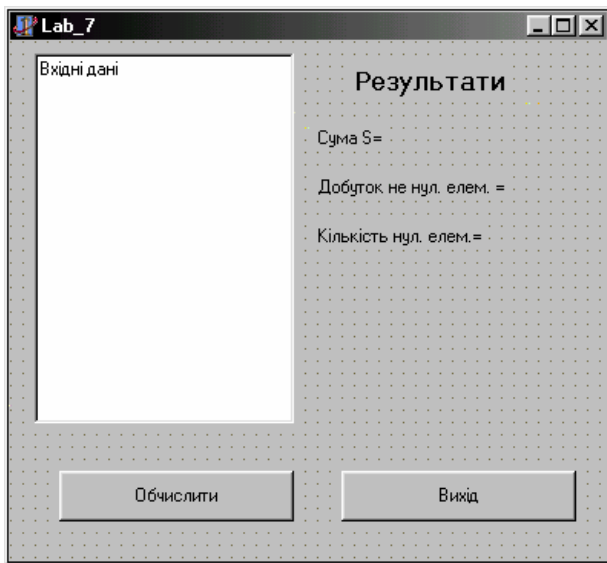 Lab_7
Вхідні дані
Результати
Сума S=
Добуток не нул. елем. =
Кількість нул. елем.=
Обчислити
Вихід